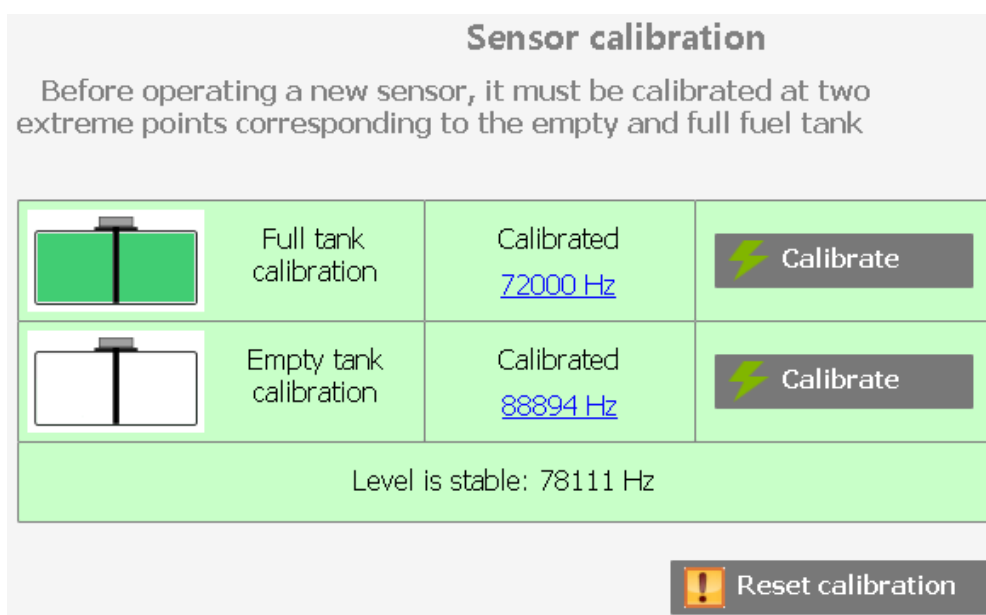 Sensor calibration
Before operating a new sensor, it must be calibrated at two
extreme points corresponding to the empty and full fuel tank
Full tank
calibration
Calibrated
72000 Hz
Calibrate
Empty tank
calibration
Calibrated
88894 Hz
Calibrate
Level is stable: 78111 Hz
Reset calibration